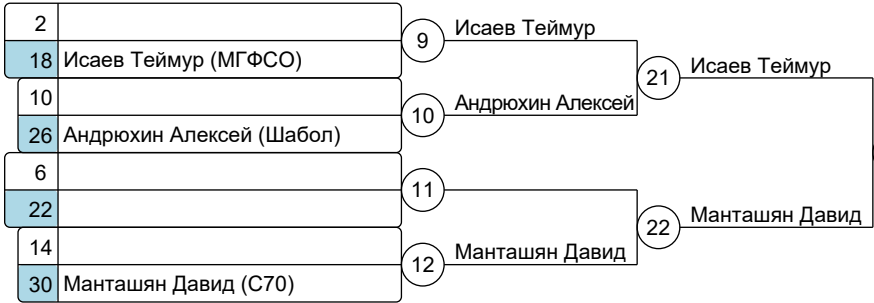 2
18 Исаев Теймур (МГФСО)
10
26 Андрюхин Алексей (Шабол)
6
22
14
30 Манташян Давид (С70)
9
10
11
12
Исаев Теймур
Андрюхин Алексей
Манташян Давид
21
22
Исаев Теймур
Манташян Давид